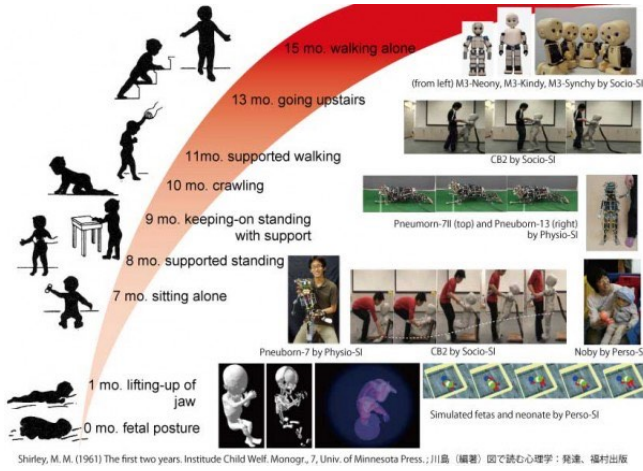 15 mo. walking alone
(from left) M3-Neony, M3-Kindy, M3-Synchy by Socio-SI
13 mo. going upstairs
CB2 by Socio-SI
11mo. supported walking
10 mo. crawling
9 mo. keeping-on standing
with support
Pneumorn-7II (top) and Pneuborn-13 (right)
by Physio-SI
8 mo. supported standing
7 mo. sitting alone
Pneuborn-7 by Physio-SI
CB2 by Socio-SI
Noby by Perso-S
1 mo. lifting-up of
jaw
0 mo. fetal posture
Simulated fetas and neonate by Perso-SI
Shirley, M. M. (1961) The first two years. Institude Child Welf. Monogr., 7, Univ. of Minnesota Press. ; 川島（編著）図で読む心理学：発達、福村出版